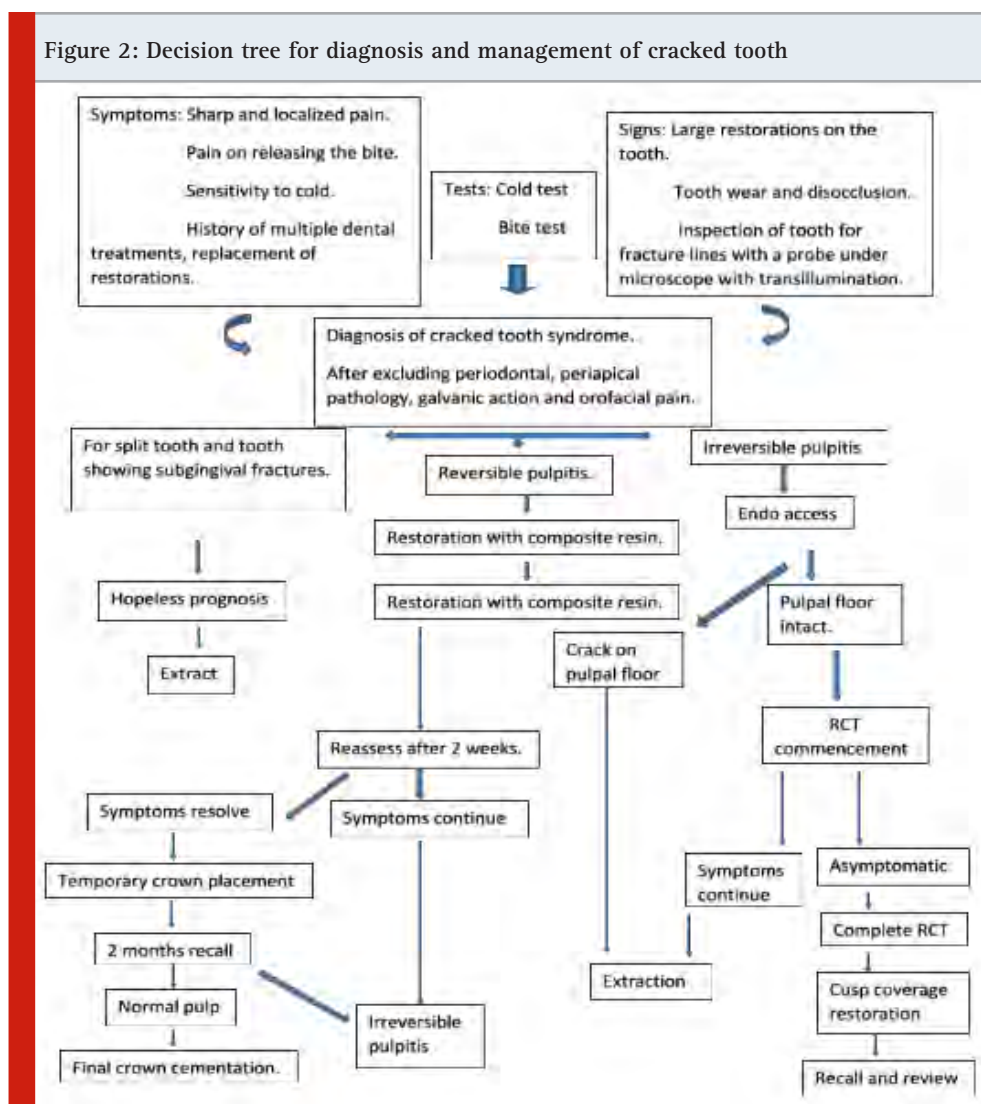 Figure 2: Decision tree for diagnosis and management of cracked tooth
Symptoms: Sharp and localized pain.
Pain on releasing the bite.
Sensitivity to cold.
History of multiple dental
treatments, replacement of
restorations.
Tests: Cold test
Bite test
Signs: Large restorations on the
tooth.
Tooth wear and disocclusion.
Inspection of tooth for
fracture lines with a probe under
microscope with transillumination.
Diagnosis of cracked tooth syndrome.
After excluding periodontal, periapical
pathology, galvanic action and orofacial pain.
For split tooth and tooth
showing subgingival fractures.
Hopeless prognosis
Extract
Reversible pulpitis.
Restoration with composite resin.
Restoration with composite resin.
Reassess after 2 weeks.
Symptoms resolve
Symptoms continue
Temporary crown placement
2 months recall
Normal pulp
Final crown cementation.
Irreversible
pulpitis
Irreversible pulpitis
Endo access
Crack on
pulpal floor
Pulpal floor
intact.
RCT
commencement
Symptoms
continue
Extraction
Asymptomatic
Complete RCT
Cusp coverage
restoration
Recall and review